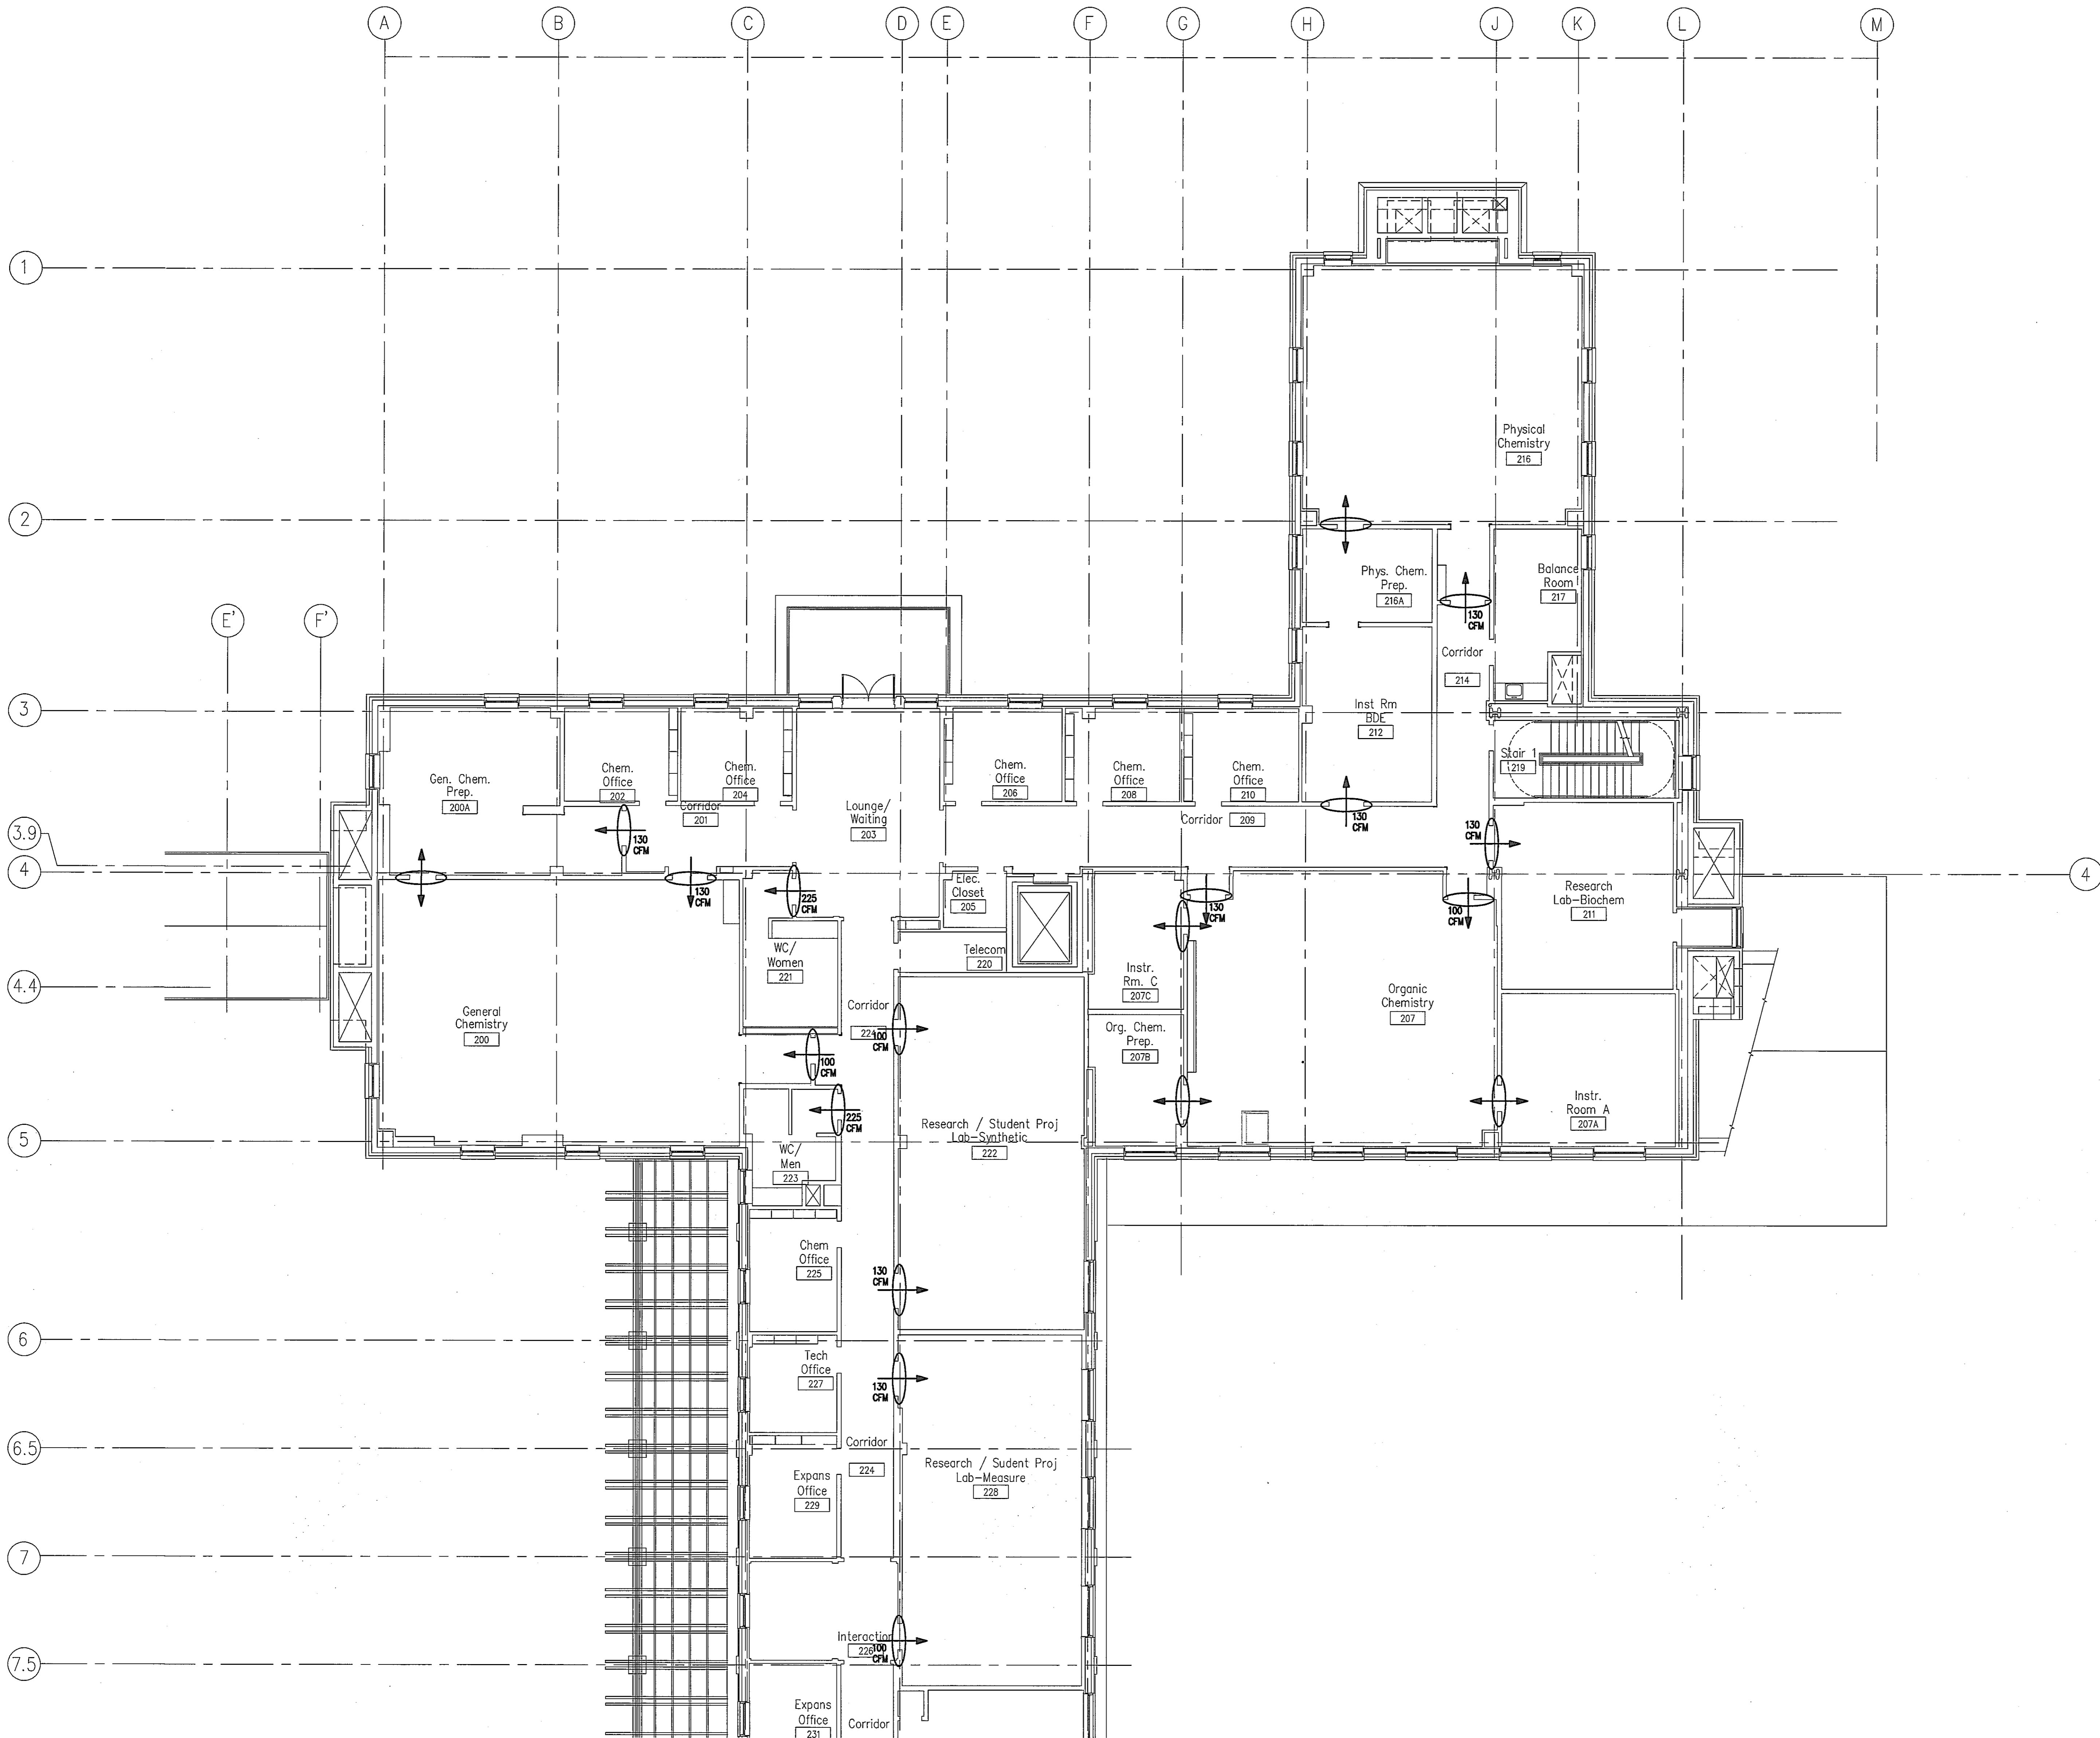 A
B
C
D
E
F
G
H
J
K
L
M
1
Physical
Chemistry
216
2
Phys. Chem.
Prep.
216A
Balance
Room
217
130
CFM
E'
F'
Corridor
214
3
Inst Rm
BDE
212
Stair 1
219
Gen. Chem.
Prep.
200A
Chem.
Office
202
Chem.
Office
204
Corridor
201
Lounge/
Waiting
203
Chem.
Office
206
Chem.
Office
208
Chem.
Office
210
Corridor 209
130
CFM
130
CFM
130
CFM
3.9
4
4
130
CFM
225
CFM
Elec.
Closet
205
130
CFM
100
CFM
Research
Lab-Biochem
211
WC/
Women
221
Telecom
220
Instr.
Rm. C
207C
4.4
General
Chemistry
200
Corridor
224
100
CFM
Organic
Chemistry
207
Org. Chem.
Prep.
207B
100
CFM
225
CFM
Instr.
Room A
207A
5
Research / Student Proj
Lab-Synthetic
222
WC/
Men
223
Chem
Office
225
130
CFM
6
Tech
Office
227
130
CFM
6.5
Corridor
224
Expans
Office
229
Research / Sudent Proj
Lab-Measure
228
7
Interaction
226
100
CFM
7.5
Expans
Office
231
Corridor